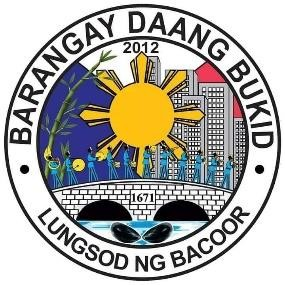 • BARANGAY DAANG BUKID •
2012
1671
LUNGSOD NG BACOOR